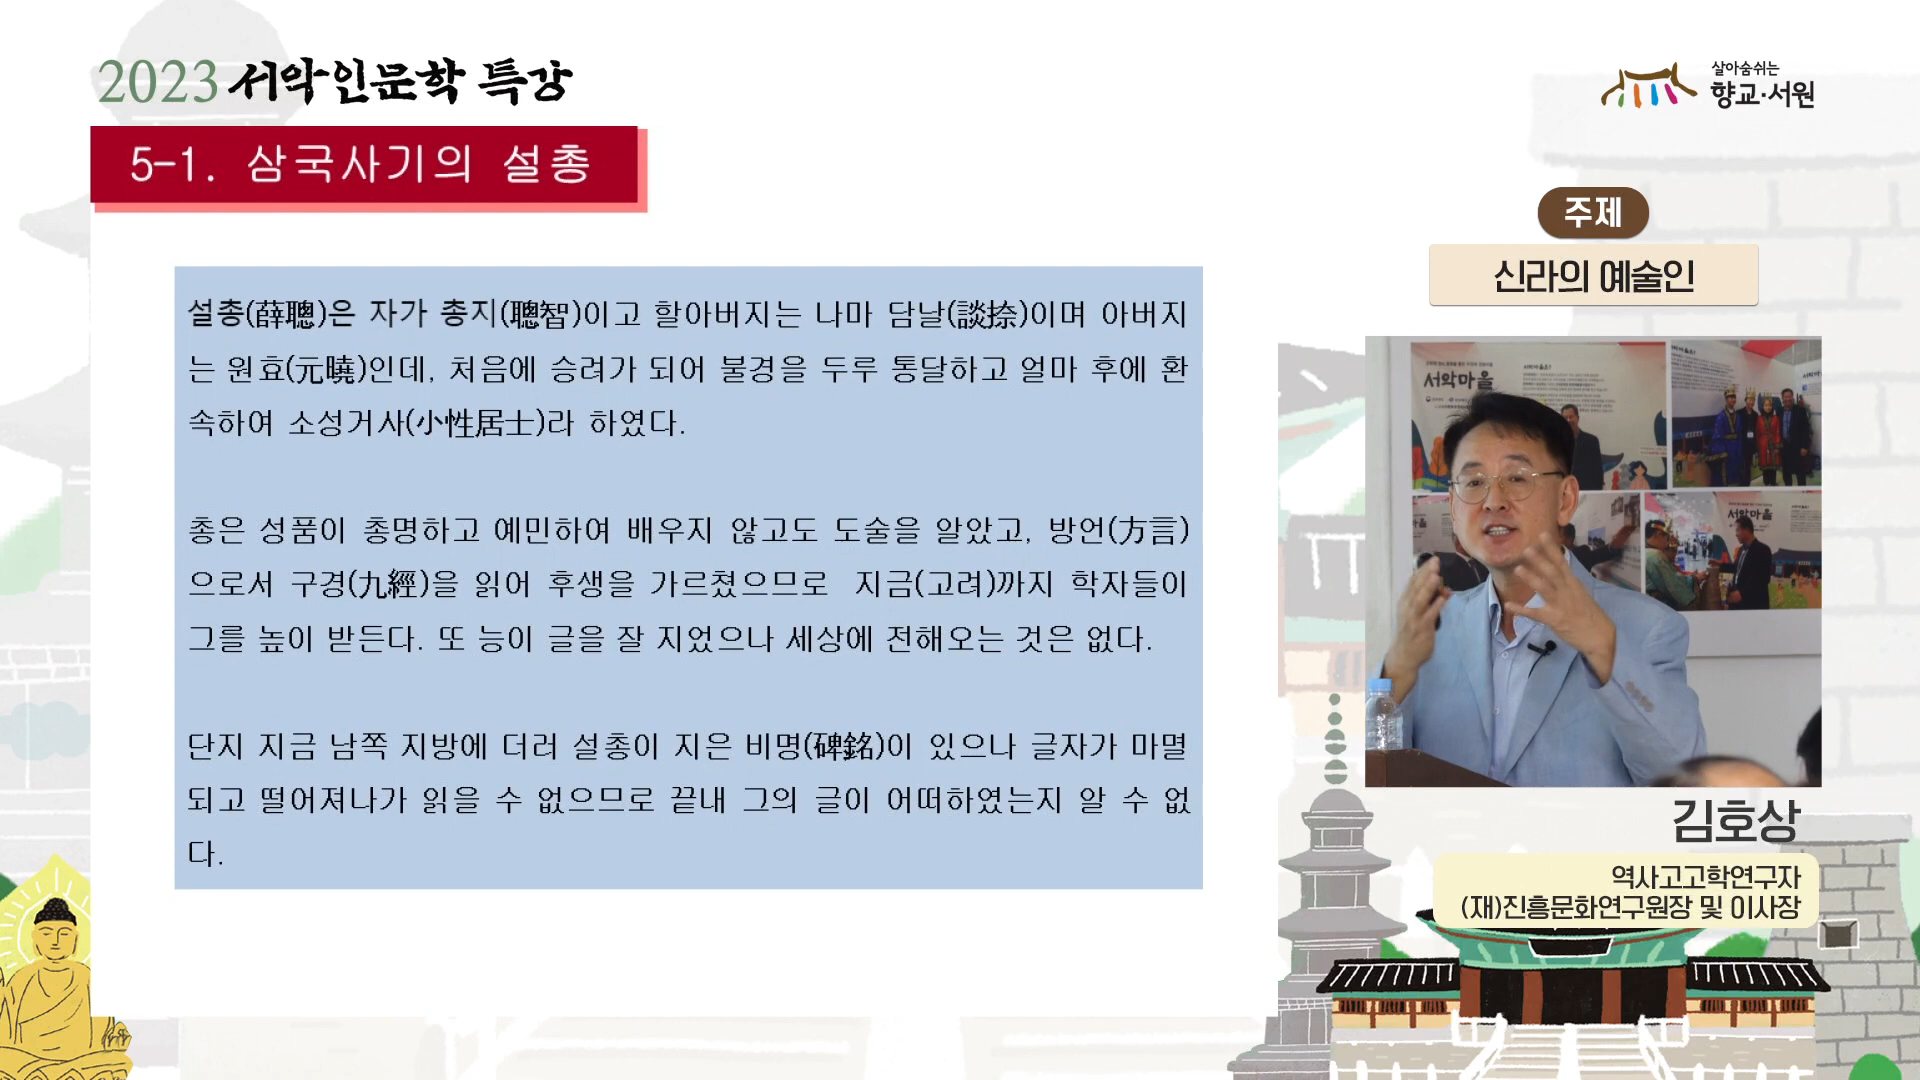 2023 서악인문학 특강
살아숨쉬는
향교·서원
5-1. 삼국사기의 설총
주제
신라의 예술인
설총(薛聰)은 자가 총지(聰智)이고 할아버지는 나마 담날(談捺)이며 아버지
는 원효(元曉)인데, 처음에 승려가 되어 불경을 두루 통달하고 얼마 후에 환
속하여 소성거사(小性居士)라 하였다.
총은 성품이 총명하고 예민하여 배우지 않고도 도술을 알았고, 방언(方言)
으로서 구경(九經)을 읽어 후생을 가르쳤으므로 지금(고려)까지 학자들이
그를 높이 받든다. 또 능이 글을 잘 지었으나 세상에 전해오는 것은 없다.
단지 지금 남쪽 지방에 더러 설총이 지은 비명(碑銘)이 있으나 글자가 마멸
되고 떨어져나가 읽을 수 없으므로 끝내 그의 글이 어떠하였는지 알 수 없
다.
서악마을
서악마을
김호상
역사고고학연구자
(재)진흥문화연구원장 및 이사장